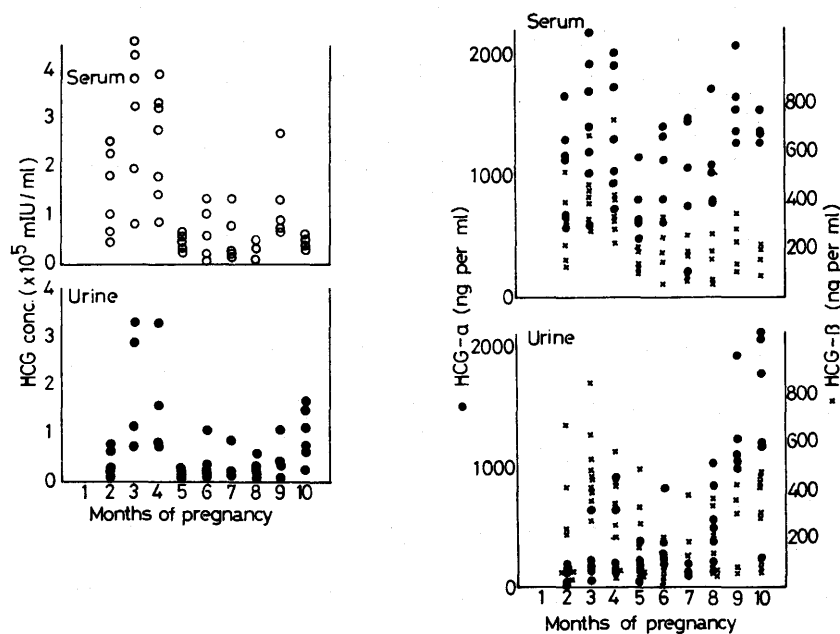 4
Serum
3
2
1
0
HCG conc. (x10⁵ mIU/ml)
Urine
4
3
2
1
0
1 2 3 4 5 6 7 8 9 10
Months of pregnancy
Serum
2000
1000
0
800
600
400
200
● HCG-α (ng per ml)
× HCG-β (ng per ml)
Urine
2000
1000
0
800
600
400
200
1 2 3 4 5 6 7 8 9 10
Months of pregnancy